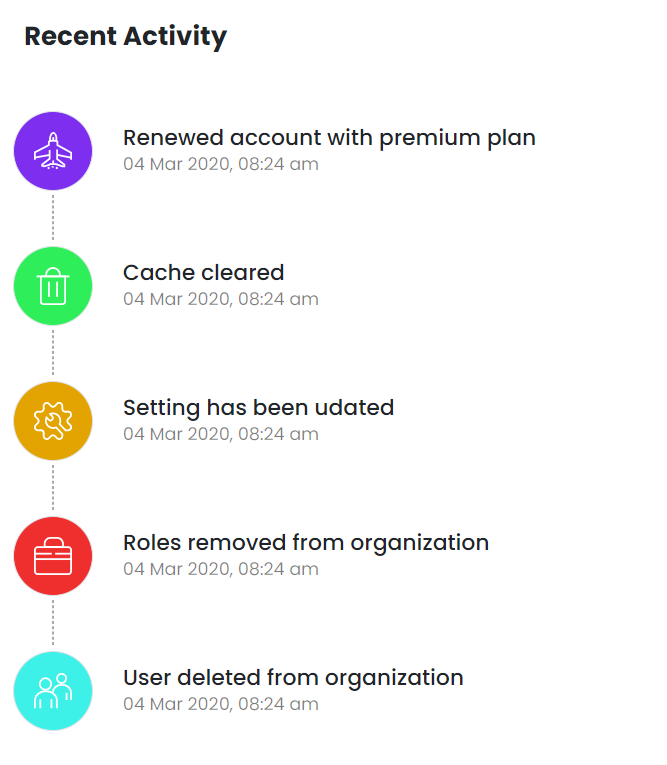 Recent Activity
Renewed account with premium plan
04 Mar 2020, 08:24 am
Cache cleared
04 Mar 2020, 08:24 am
Setting has been udated
04 Mar 2020, 08:24 am
Roles removed from organization
04 Mar 2020, 08:24 am
User deleted from organization
04 Mar 2020, 08:24 am